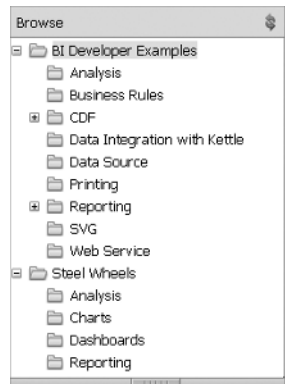 Browse
BI Developer Examples
Analysis
Business Rules
CDF
Data Integration with Kettle
Data Source
Printing
Reporting
SVG
Web Service
Steel Wheels
Analysis
Charts
Dashboards
Reporting